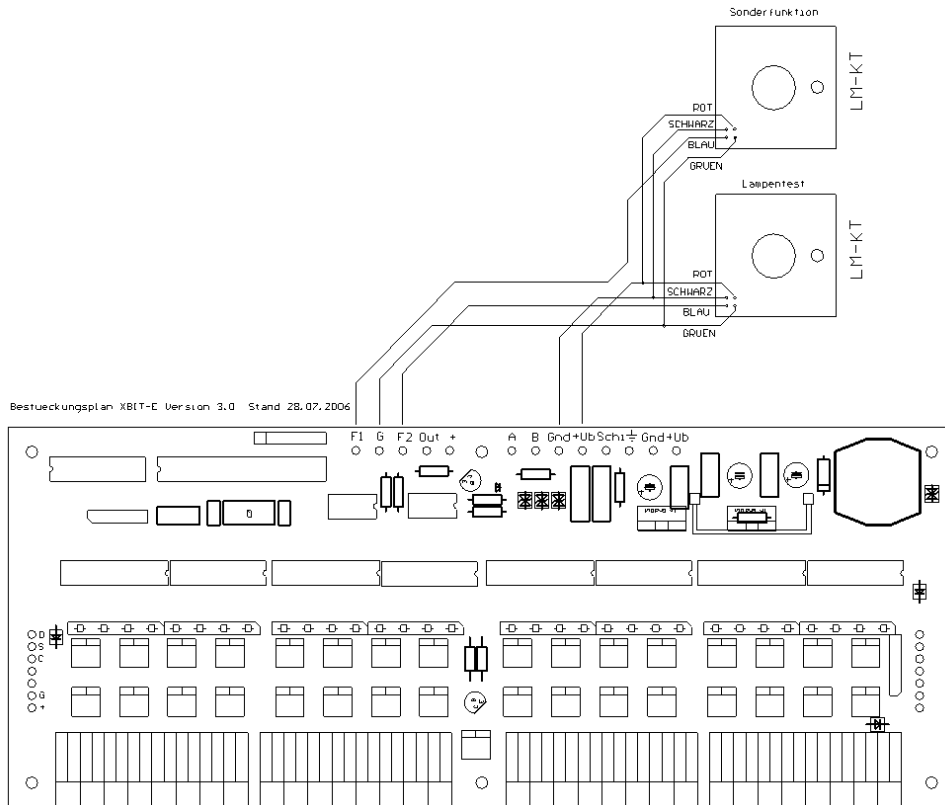 Sonderfunktion
LM-KT
ROT
SCHWARZ
BLAU
GRUEN
Lampentest
LM-KT
ROT
SCHWARZ
BLAU
GRUEN
Bestueckungsplan XBIT-E Version 3.0 Stand 28.07.2006
F1 G F2 Out + A B Gnd +Ub Schi Gnd +Ub
D
S
C
G
+